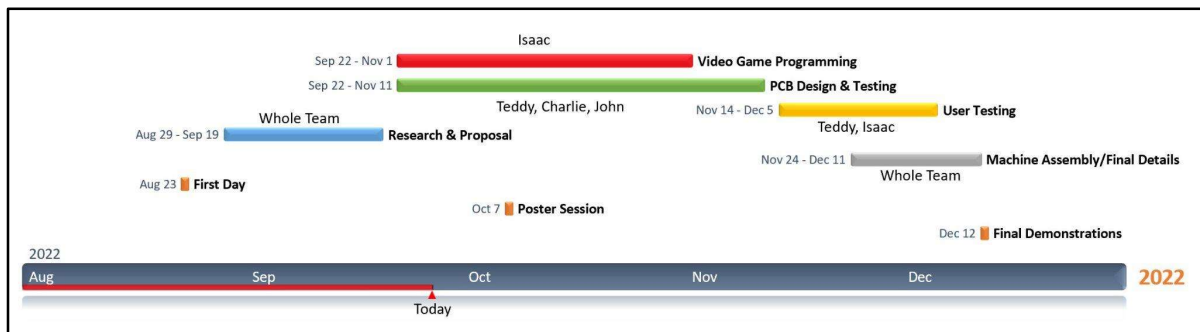 Isaac
Sep 22 - Nov 1 Video Game Programming
Sep 22 - Nov 11 PCB Design & Testing
Teddy, Charlie, John
Nov 14 - Dec 5 User Testing
Teddy, Isaac
Whole Team
Aug 29 - Sep 19 Research & Proposal
Nov 24 - Dec 11 Machine Assembly/Final Details
Whole Team
Aug 23 First Day
Oct 7 Poster Session
Dec 12 Final Demonstrations
2022
Aug Sep Oct Nov Dec 2022
Today